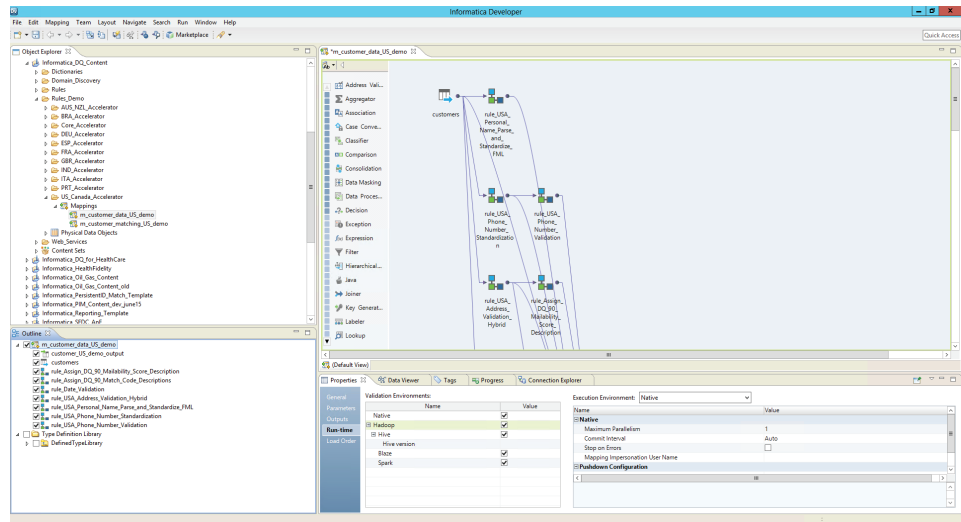 Informatica Developer
File Edit Mapping Team Layout Navigate Search Run Window Help
Marketplace
Quick Access
Object Explorer
Informatica_DQ_Content
Dictionaries
Domain_Discovery
Rules
Rules_Demo
AUS_NZL_Accelerator
BRA_Accelerator
Core_Accelerator
DEU_Accelerator
ESP_Accelerator
FRA_Accelerator
GBR_Accelerator
IND_Accelerator
ITA_Accelerator
PRT_Accelerator
US_Canada_Accelerator
Mappings
m_customer_data_US_demo
m_customer_matching_US_demo
Physical Data Objects
Web_Services
Content Sets
Informatica_DQ_for_HealthCare
Informatica_HealthFidelity
Informatica_Oil_Gas_Content
Informatica_Oil_Gas_Content_old
Informatica_PersistentID_Match_Template
Informatica_PIM_Content_dev_june15
Informatica_Reporting_Template
Informatica_SFDC_ApF
Outline
m_customer_data_US_demo
customer_US_demo_output
customers
rule_Assign_DQ_90_Mailability_Score_Description
rule_Assign_DQ_90_Match_Code_Descriptions
rule_Date_Validation
rule_USA_Address_Validation_Hybrid
rule_USA_Personal_Name_Parse_and_Standardize_FML
rule_USA_Phone_Number_Standardization
rule_USA_Phone_Number_Validation
Type Definition Library
DefinedTypeLibrary
*m_customer_data_US_demo
Address Vali...
Aggregator
Association
Case Conve...
Classifier
Comparison
Consolidation
Data Masking
Data Proces...
Decision
Exception
Expression
Filter
Hierarchical...
Java
Joiner
Key Generat...
Labeler
Lookup
customers
rule_USA_
Personal_
Name_Parse_
and_
Standardize_
FML
rule_USA_
Phone_
Number_
Standardizatio
n
rule_USA_
Phone_
Number_
Validation
rule_USA_
Address_
Validation_
Hybrid
rule_Assign_
DQ_90_
Mailability_
Score_
Description
(Default View)
Properties Data Viewer Tags Progress Connection Explorer
General
Parameters
Outputs
Run-time
Load Order
Validation Environments:
Name Value
Native
Hadoop
Hive
Hive version
Blaze
Spark
Execution Environment: Native
Name Value
Native
Maximum Parallelism 1
Commit Interval Auto
Stop on Errors
Mapping Impersonation User Name
Pushdown Configuration